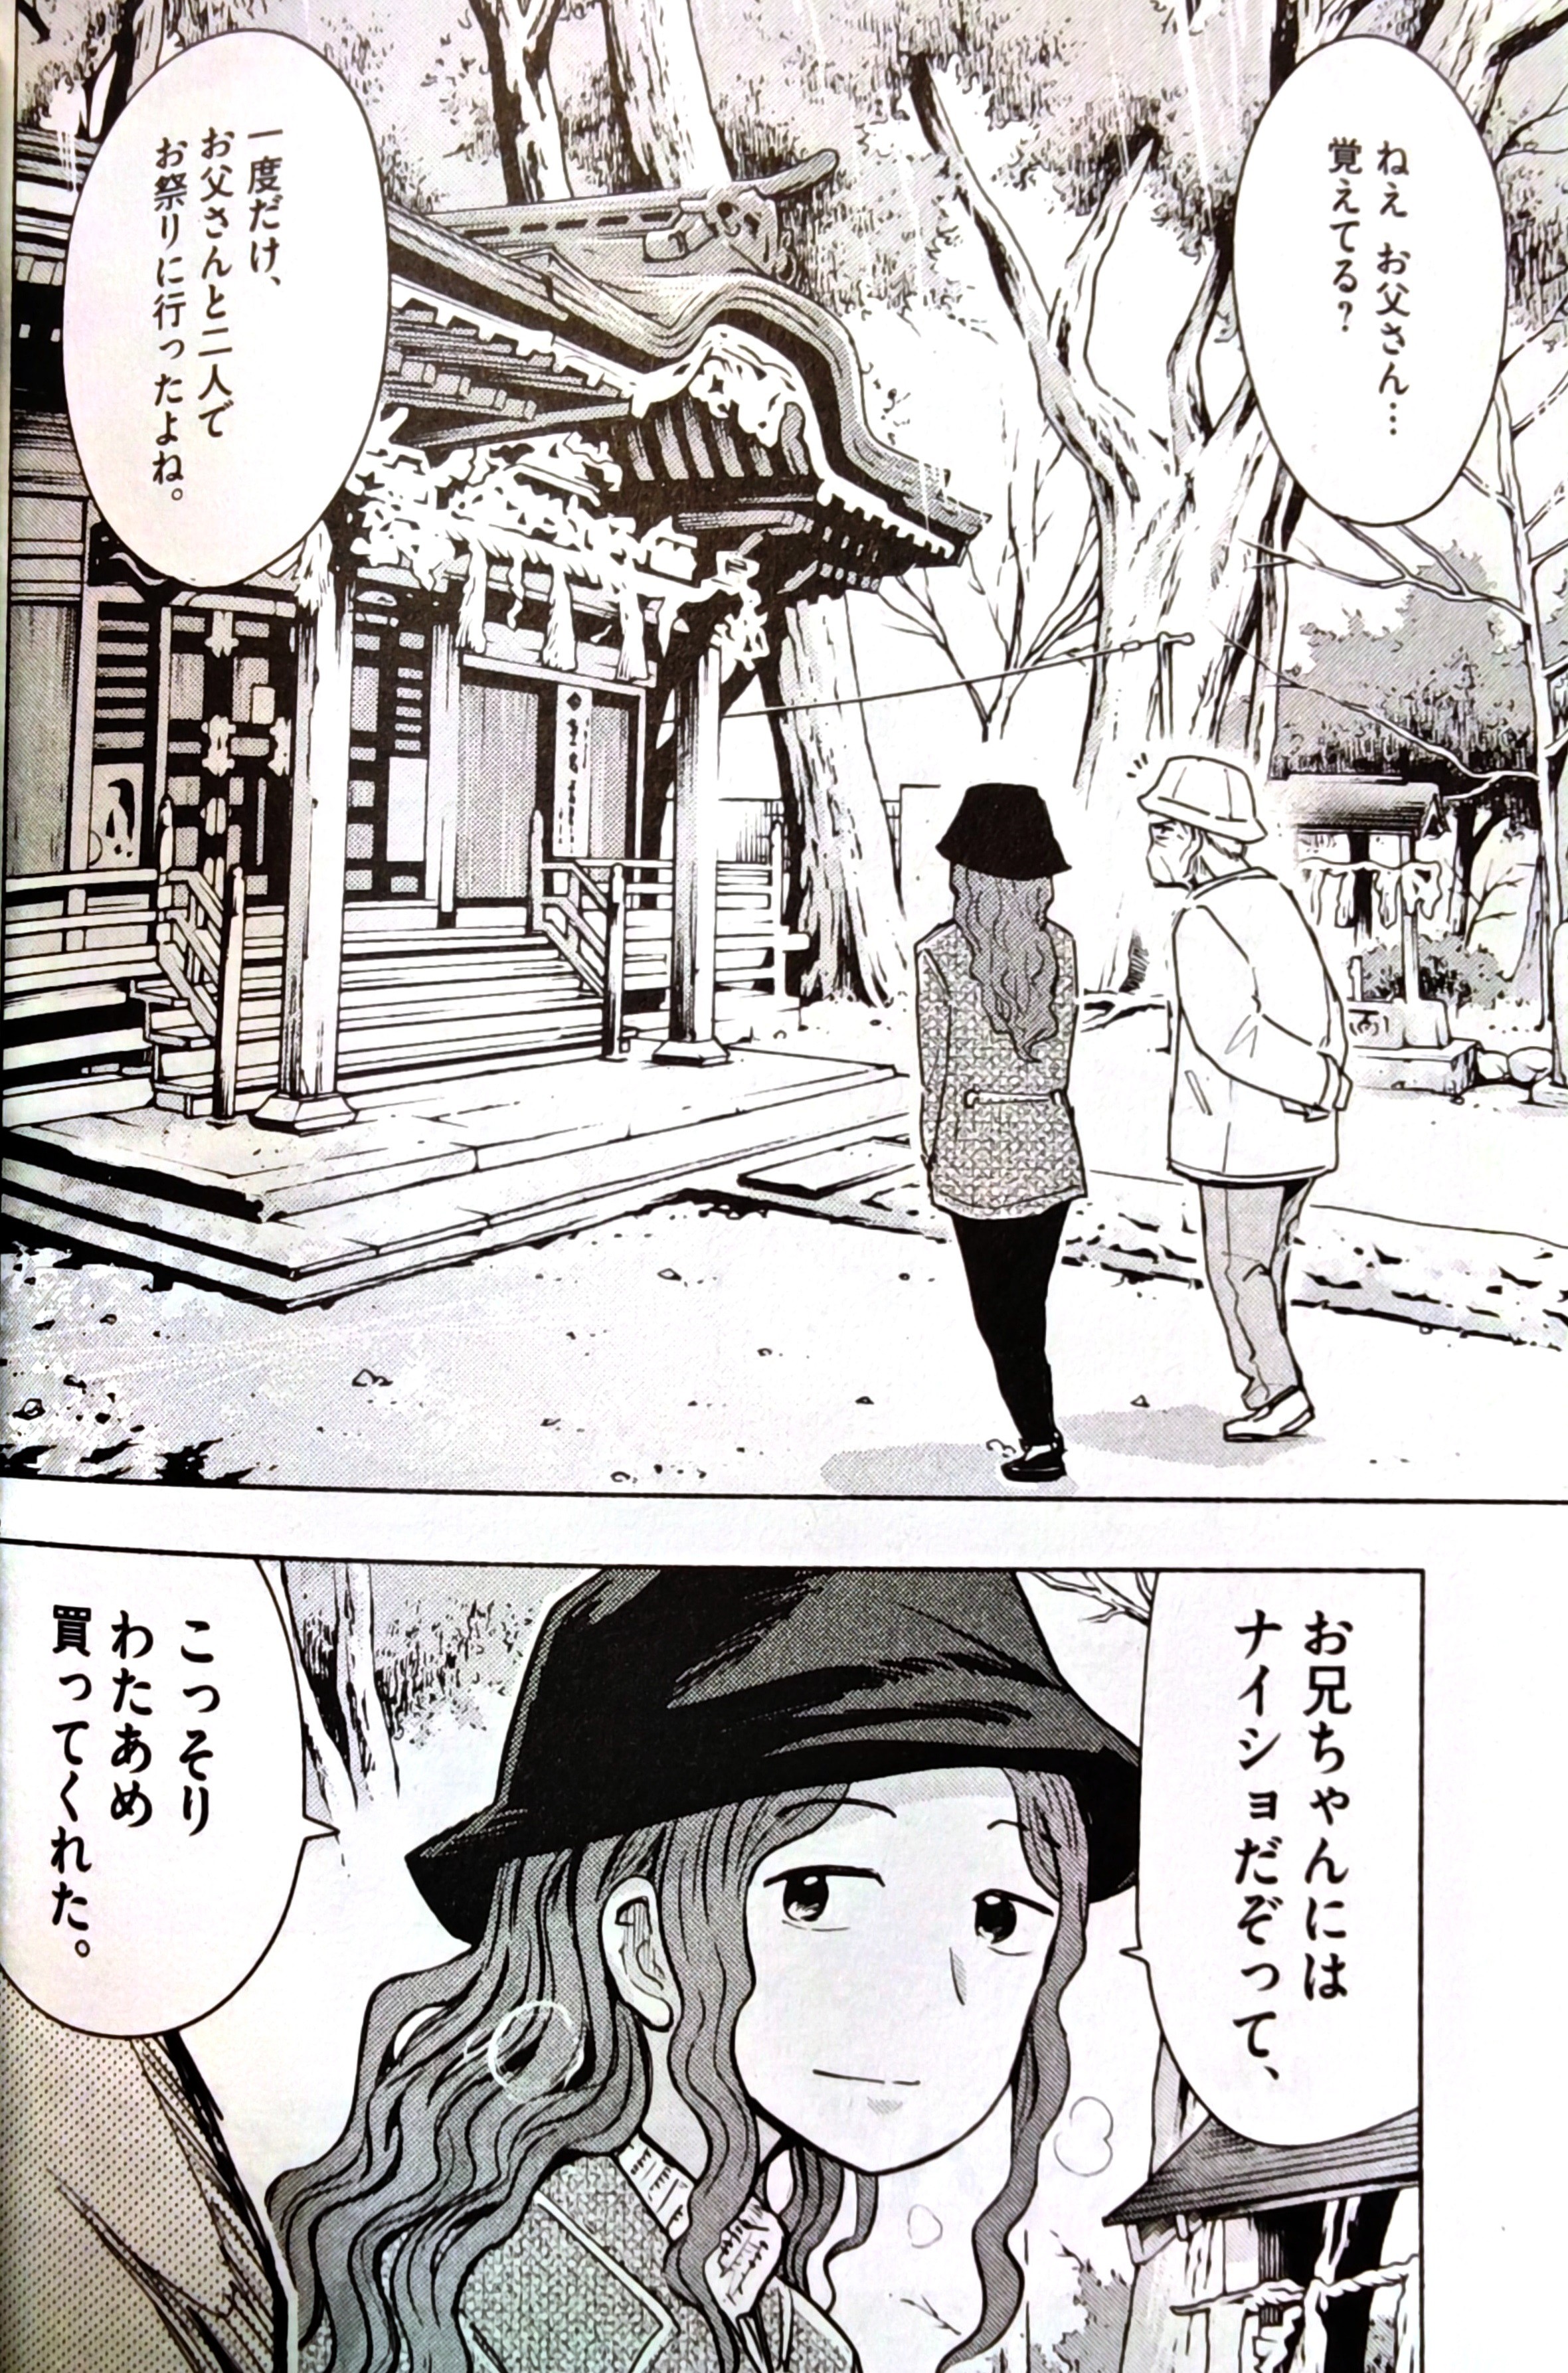 ねえ お父さん…
覚えてる?
一度だけ、
お父さんと二人で
お祭りに行ったよね。
お兄ちゃんには
ナイショだぞって、
こっそり
わたあめ
買ってくれた。